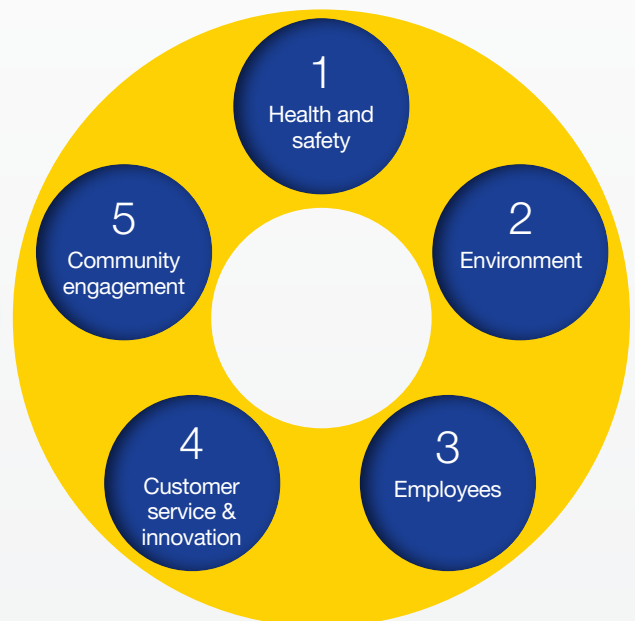 1
Health and
safety
2
Environment
3
Employees
4
Customer
service &
innovation
5
Community
engagement